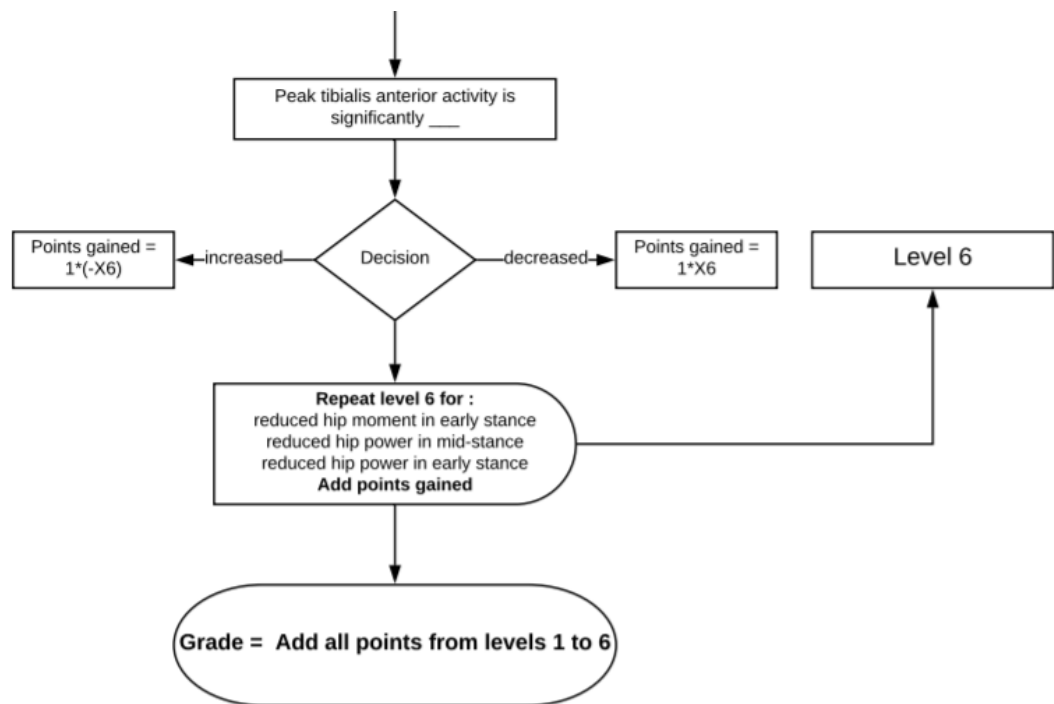 Peak tibialis anterior activity is
significantly ___
Points gained =
1*(-X6)
increased
Decision
decreased
Points gained =
1*X6
Level 6
Repeat level 6 for :
reduced hip moment in early stance
reduced hip power in mid-stance
reduced hip power in early stance
Add points gained
Grade = Add all points from levels 1 to 6